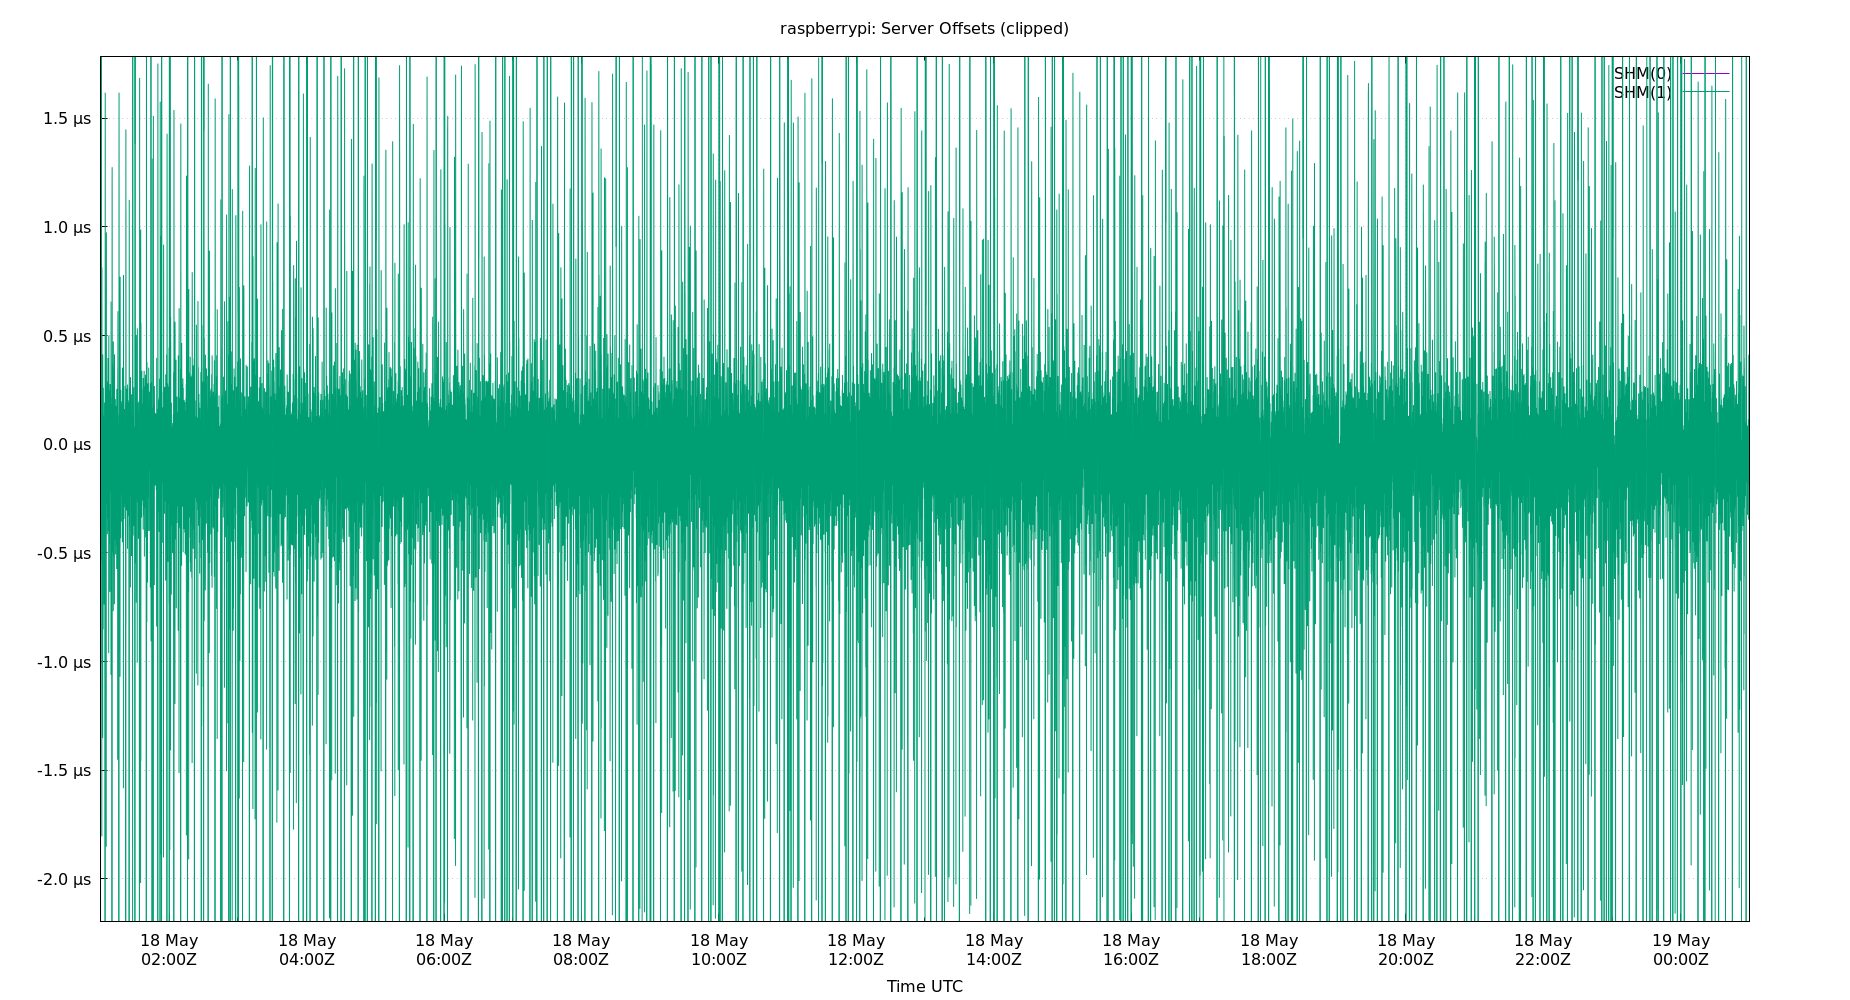 raspberrypi: Server Offsets (clipped)
SHM(0)
SHM(1)
1.5 µs
1.0 µs
0.5 µs
0.0 µs
-0.5 µs
-1.0 µs
-1.5 µs
-2.0 µs
18 May 18 May 18 May 18 May 18 May 18 May 18 May 18 May 18 May 18 May 18 May 19 May
02:00Z 04:00Z 06:00Z 08:00Z 10:00Z 12:00Z 14:00Z 16:00Z 18:00Z 20:00Z 22:00Z 00:00Z
Time UTC